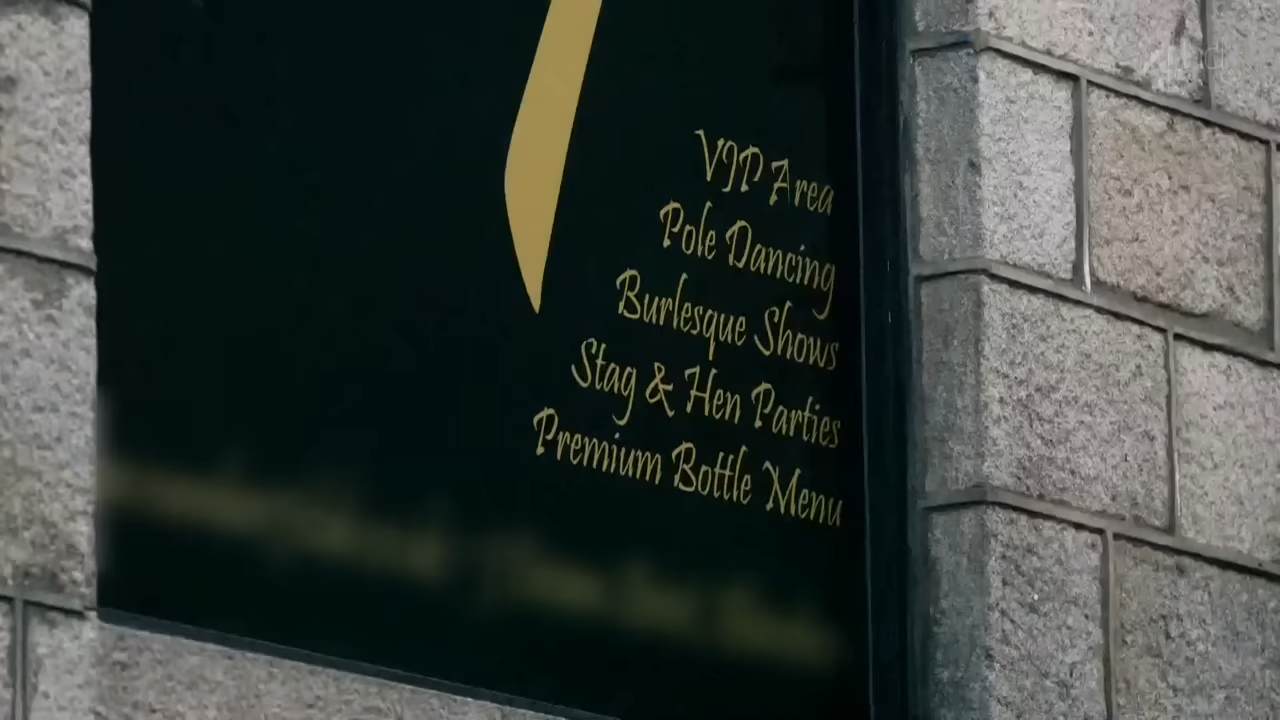 VIP Area
Pole Dancing
Burlesque Shows
Stag & Hen Parties
Premium Bottle Menu